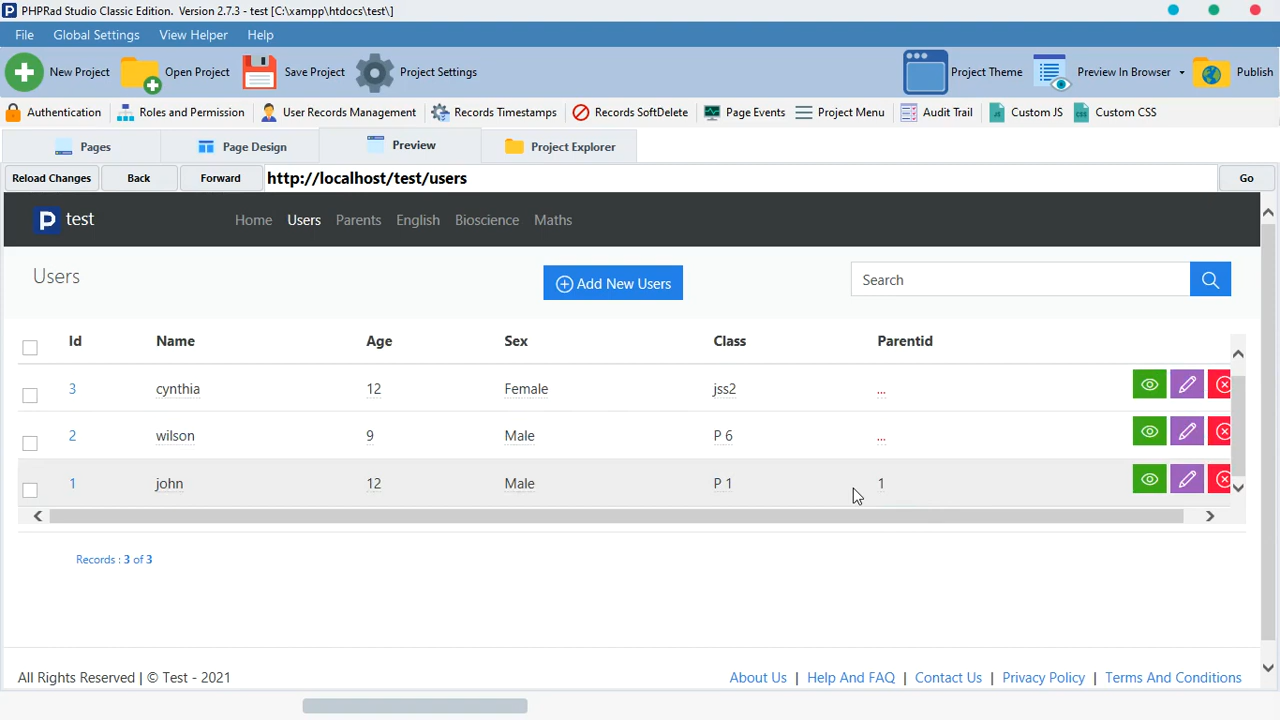 PHPRad Studio Classic Edition. Version 2.7.3 - test [C:\xampp\htdocs\test\]
File Global Settings View Helper Help
New Project Open Project Save Project Project Settings Project Theme Preview In Browser Publish
Authentication Roles and Permission User Records Management Records Timestamps Records SoftDelete Page Events Project Menu Audit Trail Custom JS Custom CSS
Pages Page Design Preview Project Explorer
Reload Changes Back Forward http://localhost/test/users Go
P test Home Users Parents English Bioscience Maths
Users Add New Users Search
Id Name Age Sex Class Parentid
3 cynthia 12 Female jss2 ...
2 wilson 9 Male P 6 ...
1 john 12 Male P 1 1
Records : 3 of 3
All Rights Reserved | © Test - 2021 About Us | Help And FAQ | Contact Us | Privacy Policy | Terms And Conditions